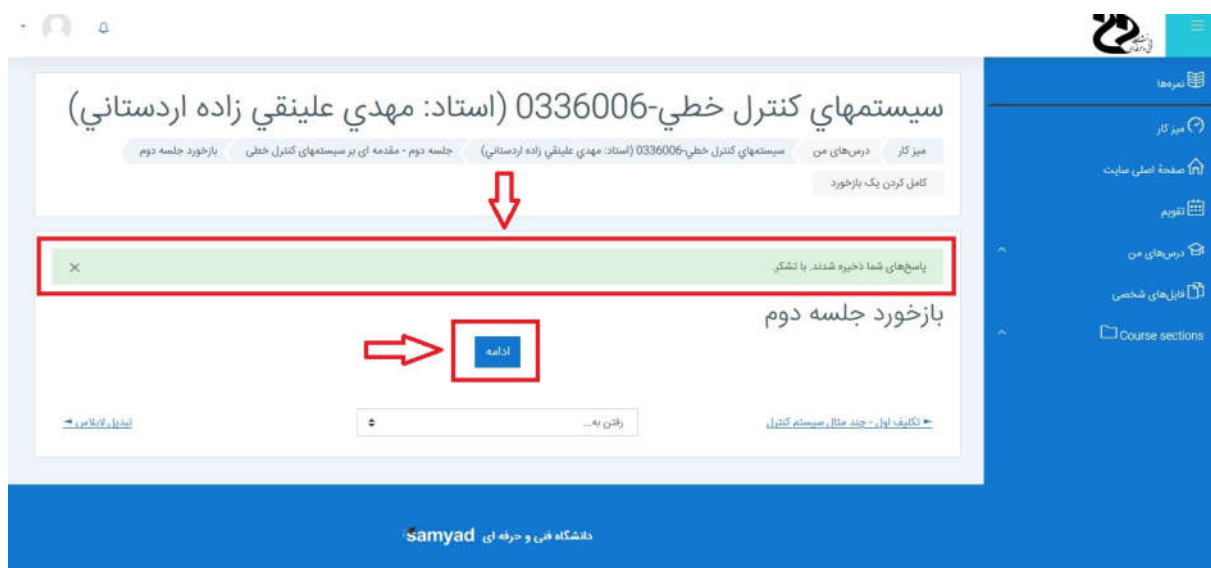 نمره‌ها
میز کار
صفحهٔ اصلی سایت
تقویم
درس‌های من
فایل‌های شخصی
Course sections
سيستمهاي كنترل خطي-0336006 (استاد: مهدي علينقي زاده اردستاني)
میز کار درس‌های من سيستمهاي كنترل خطي-0336006 (استاد: مهدي علينقي زاده اردستاني) جلسه دوم - مقدمه ای بر سیستمهای کنترل خطی بازخورد جلسه دوم
کامل کردن یک بازخورد
پاسخ‌های شما ذخیره شدند. با تشکر. ×
بازخورد جلسه دوم
ادامه
◄ تکلیف اول - چند مثال سیستم کنترل رفتن به... تبدیل لاپلاس ►
دانشگاه فنی و حرفه ای samyad